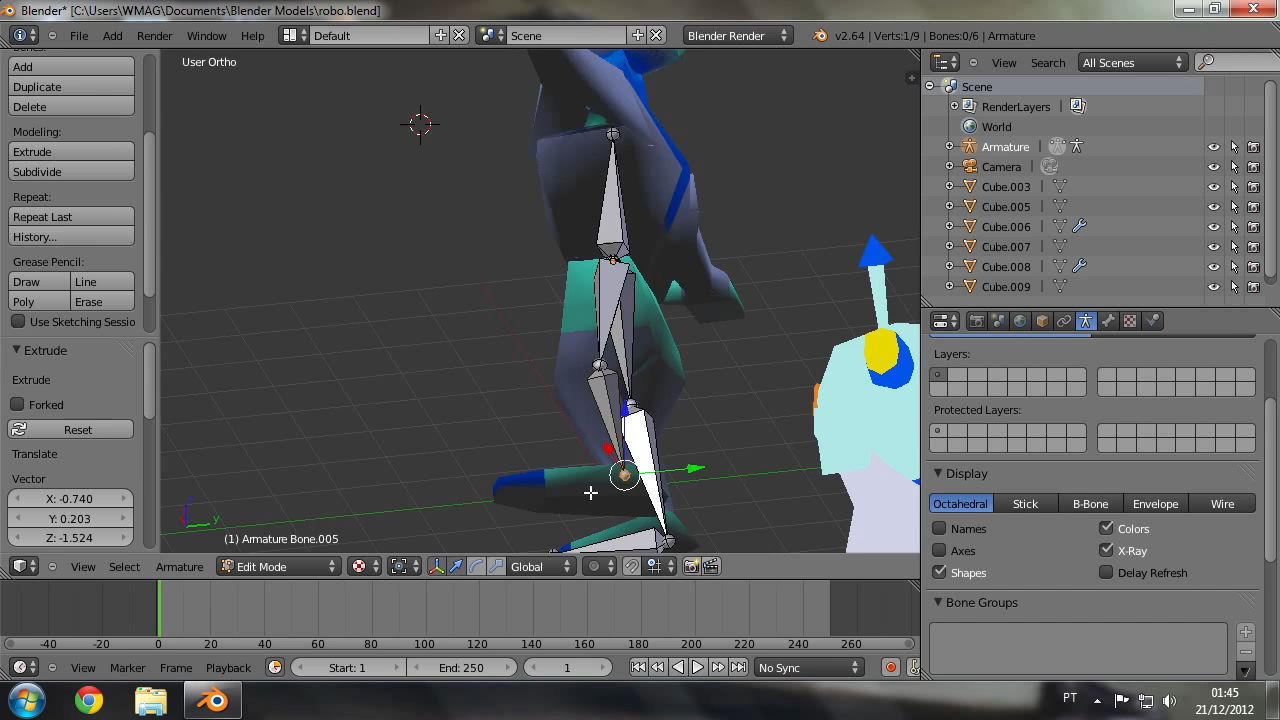 Blender* [C:\Users\WMAG\Documents\Blender Models\robo.blend]
File Add Render Window Help Default Scene Blender Render v2.64 | Verts:1/9 | Bones:0/6 | Armature
Add
Duplicate
Delete
Modeling:
Extrude
Subdivide
Repeat:
Repeat Last
History...
Grease Pencil:
Draw Line
Poly Erase
Use Sketching Sessio
Extrude
Extrude
Forked
Reset
Translate
Vector
X: -0.740
Y: 0.203
Z: -1.524
User Ortho
z
y
(1) Armature Bone.005
View Select Armature Edit Mode Global
View Search All Scenes
Scene
RenderLayers |
World
Armature |
Camera |
Cube.003 |
Cube.005 |
Cube.006 |
Cube.007 |
Cube.008 |
Cube.009 |
Layers:
Protected Layers:
Display
Octahedral Stick B-Bone Envelope Wire
Names Colors
Axes X-Ray
Shapes Delay Refresh
Bone Groups
-40 -20 0 20 40 60 80 100 120 140 160 180 200 220 240 260
View Marker Frame Playback Start: 1 End: 250 1 No Sync
PT 01:45
21/12/2012